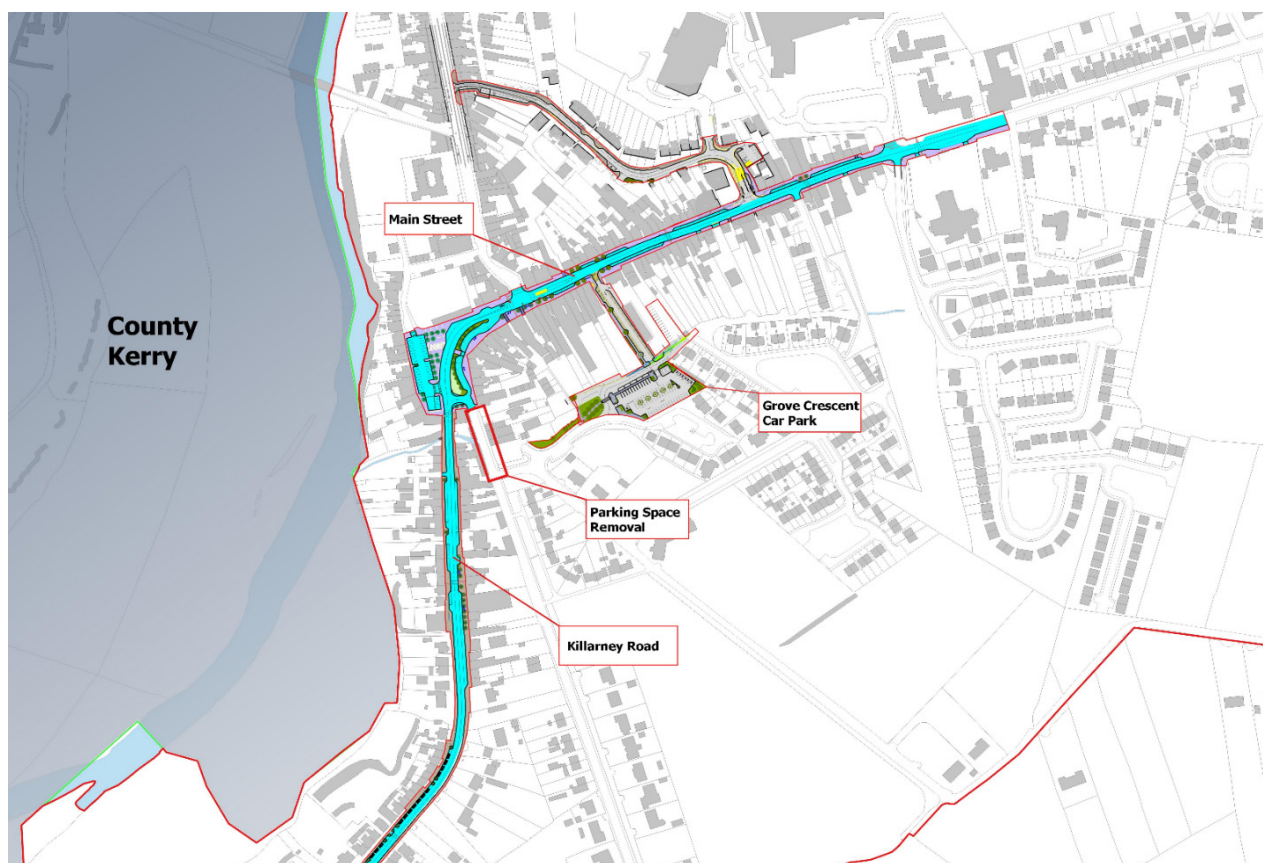 Main Street
County
Kerry
Grove Crescent
Car Park
Parking Space
Removal
Killarney Road